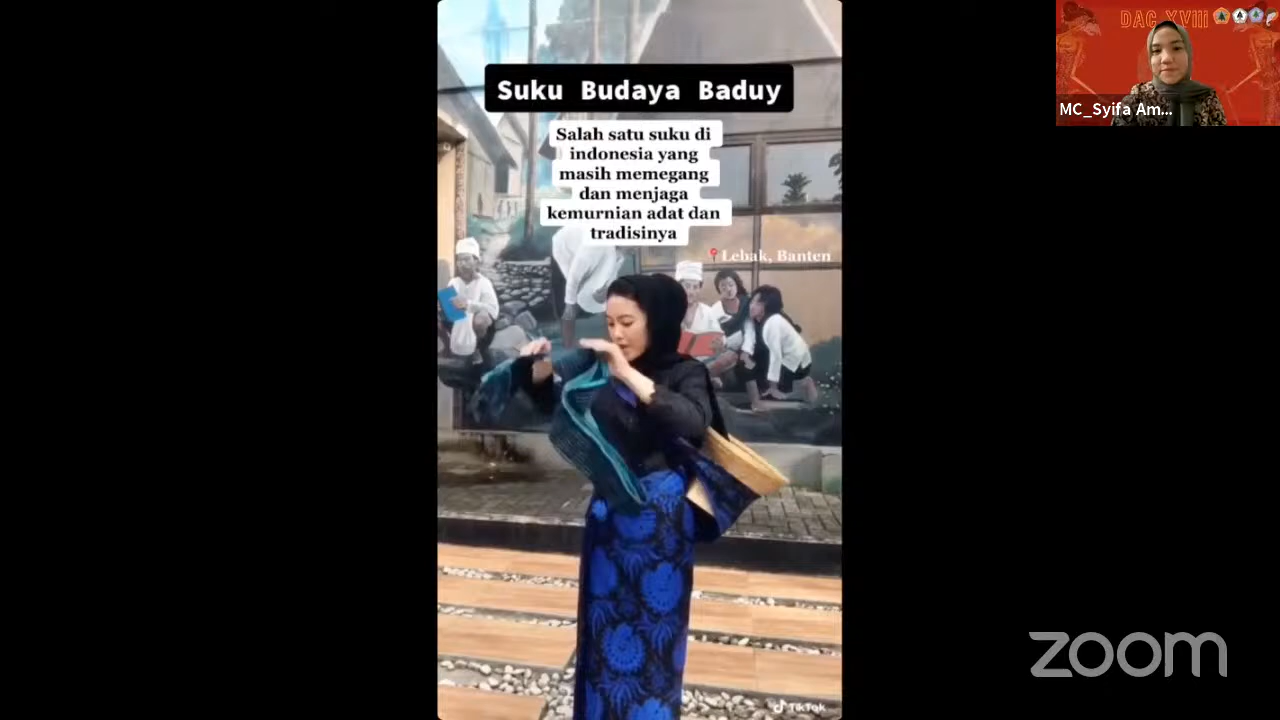 DAC XVIII
Suku Budaya Baduy
Salah satu suku di
indonesia yang
masih memegang
dan menjaga
kemurnian adat dan
tradisinya
Lebak, Banten
MC_Syifa Am...
zoom
TikTok